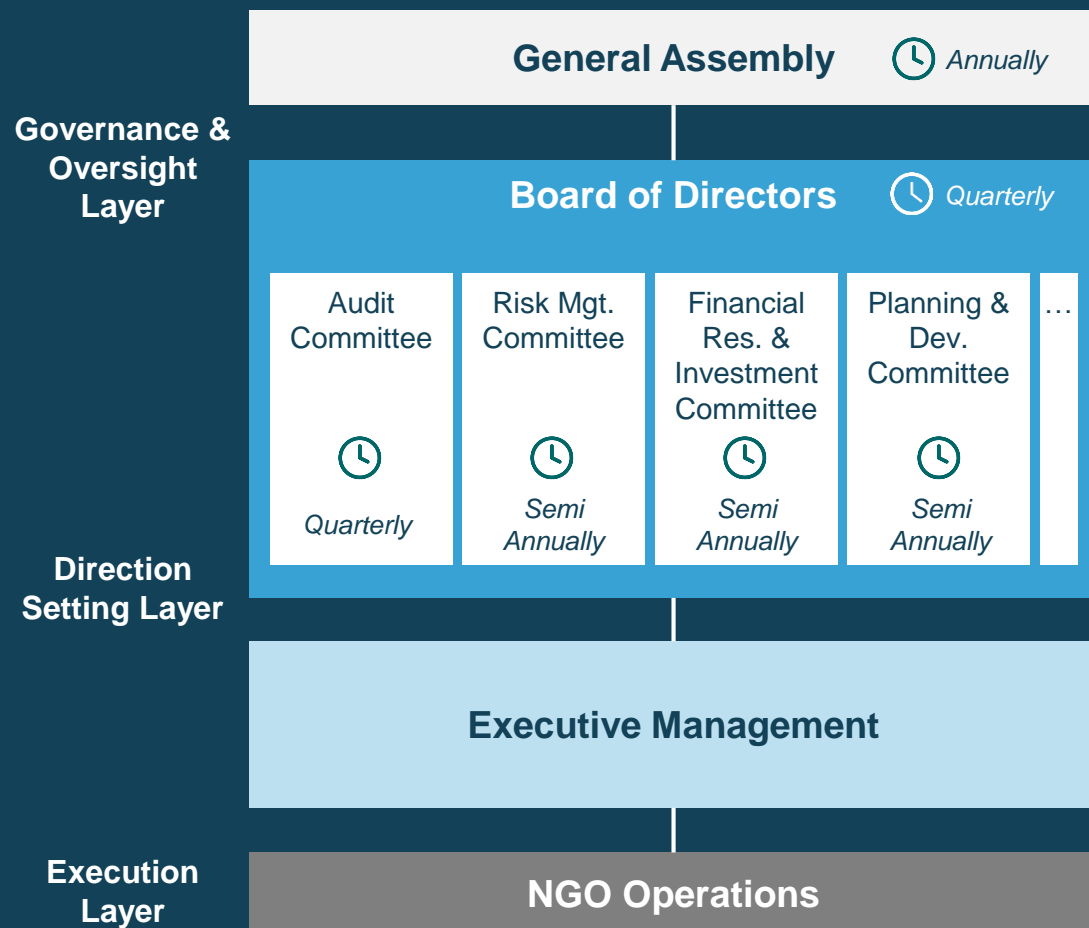 General Assembly
Annually
Governance &
Oversight
Layer
Board of Directors
Quarterly
Audit
Committee
Quarterly
Risk Mgt.
Committee
Semi
Annually
Financial
Res. &
Investment
Committee
Semi
Annually
Planning &
Dev.
Committee
Semi
Annually
…
Direction
Setting Layer
Executive Management
Execution
Layer
NGO Operations